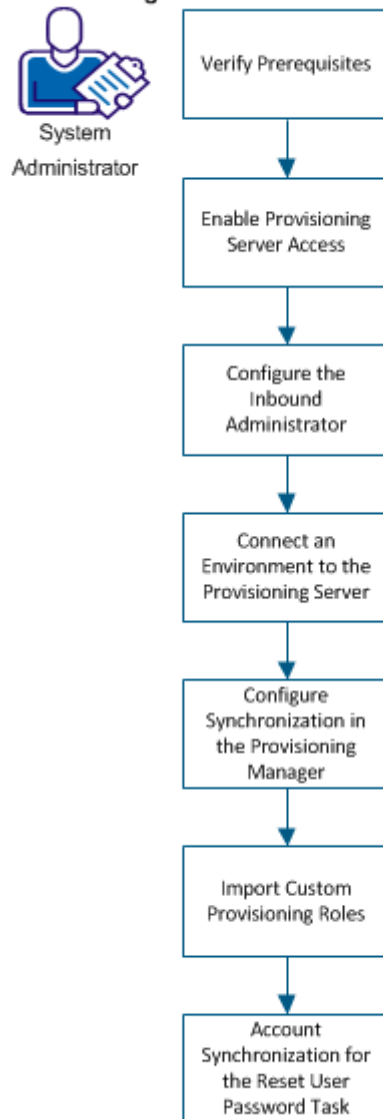 System
Administrator
Verify Prerequisites
Enable Provisioning
Server Access
Configure the
Inbound
Administrator
Connect an
Environment to the
Provisioning Server
Configure
Synchronization in
the Provisioning
Manager
Import Custom
Provisioning Roles
Account
Synchronization for
the Reset User
Password Task